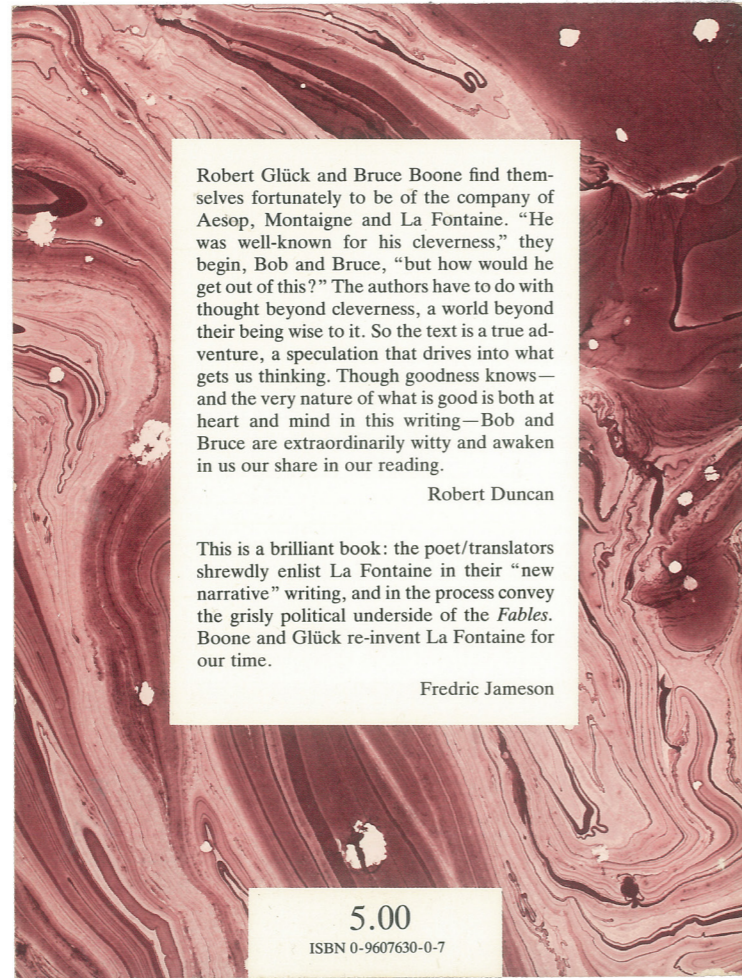 Robert Glück and Bruce Boone find them-
selves fortunately to be of the company of
Aesop, Montaigne and La Fontaine. “He
was well-known for his cleverness,” they
begin, Bob and Bruce, “but how would he
get out of this?” The authors have to do with
thought beyond cleverness, a world beyond
their being wise to it. So the text is a true ad-
venture, a speculation that drives into what
gets us thinking. Though goodness knows—
and the very nature of what is good is both at
heart and mind in this writing—Bob and
Bruce are extraordinarily witty and awaken
in us our share in our reading.
Robert Duncan
This is a brilliant book: the poet/translators
shrewdly enlist La Fontaine in their “new
narrative” writing, and in the process convey
the grisly political underside of the Fables.
Boone and Glück re-invent La Fontaine for
our time.
Fredric Jameson
5.00
ISBN 0-9607630-0-7